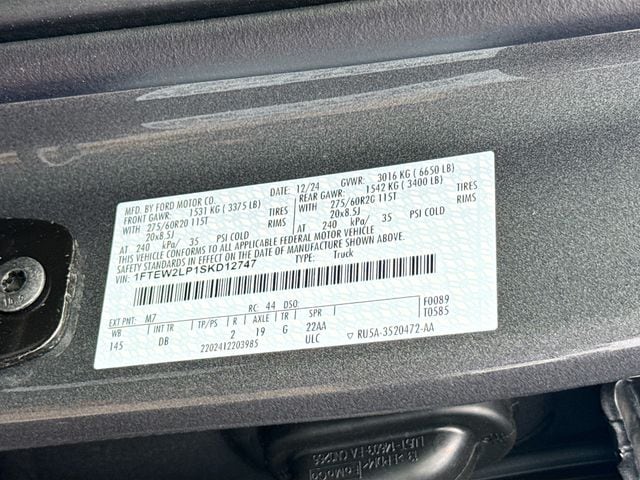 MFD. BY FORD MOTOR CO. 12/24 GVWR: 3016 KG ( 6650 LB)
FRONT GAWR: 1531 KG ( 3375 LB) REAR GAWR: 1542 KG ( 3400 LB)
WITH 275/60R20 115T TIRES WITH 275/60R20 115T TIRES
20x8.5J RIMS 20x8.5J RIMS
AT 240 kPa/ 35 PSI COLD AT 240 kPa/ 35 PSI COLD
THIS VEHICLE CONFORMS TO ALL APPLICABLE FEDERAL MOTOR VEHICLE
SAFETY STANDARDS IN EFFECT ON THE DATE OF MANUFACTURE SHOWN ABOVE.
VIN: 1FTEW2LP1SKD12747 TYPE: Truck
EXT PNT: M7 RC: 44 DSO: F0089
WB INT TR TP/PS R AXLE TR SPR T0585
145 DB 2 19 G 22AA
2202412203985 ULC RU5A-3520472-AA